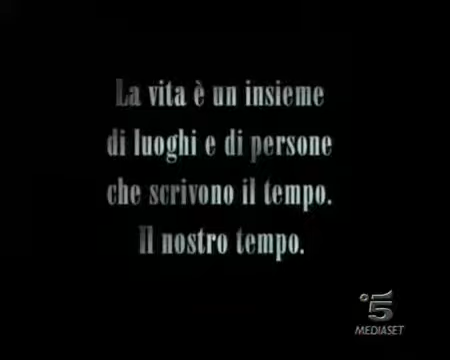 La vita è un insieme
di luoghi e di persone
che scrivono il tempo.
Il nostro tempo.
5
MEDIASET